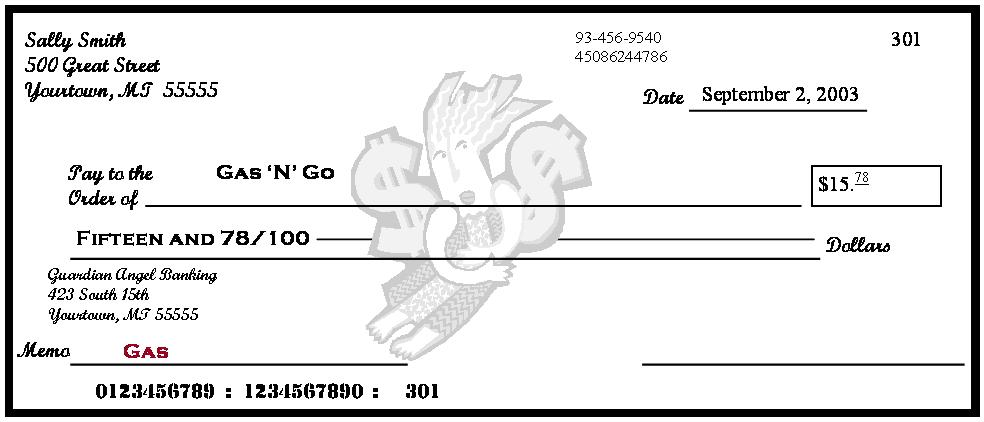 Sally Smith
500 Great Street
Yourtown, MT 55555
93-456-9540
45086244786
301
Date September 2, 2003
Pay to the
Order of Gas ‘N’ Go
$15.78
Fifteen and 78/100
Dollars
Guardian Angel Banking
423 South 15th
Yourtown, MT 55555
Memo Gas
0123456789 : 1234567890 : 301